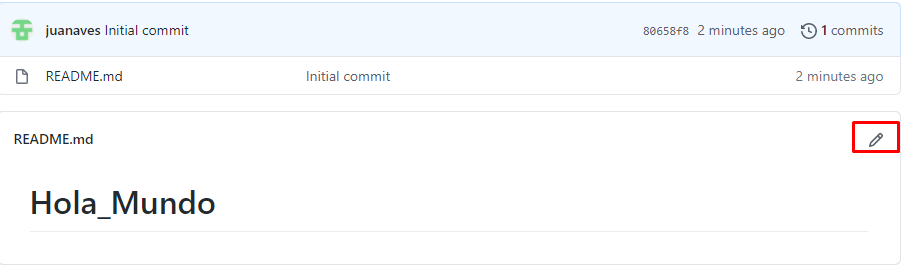 juanaves Initial commit 80658f8 2 minutes ago 1 commits
README.md Initial commit 2 minutes ago
README.md
Hola_Mundo